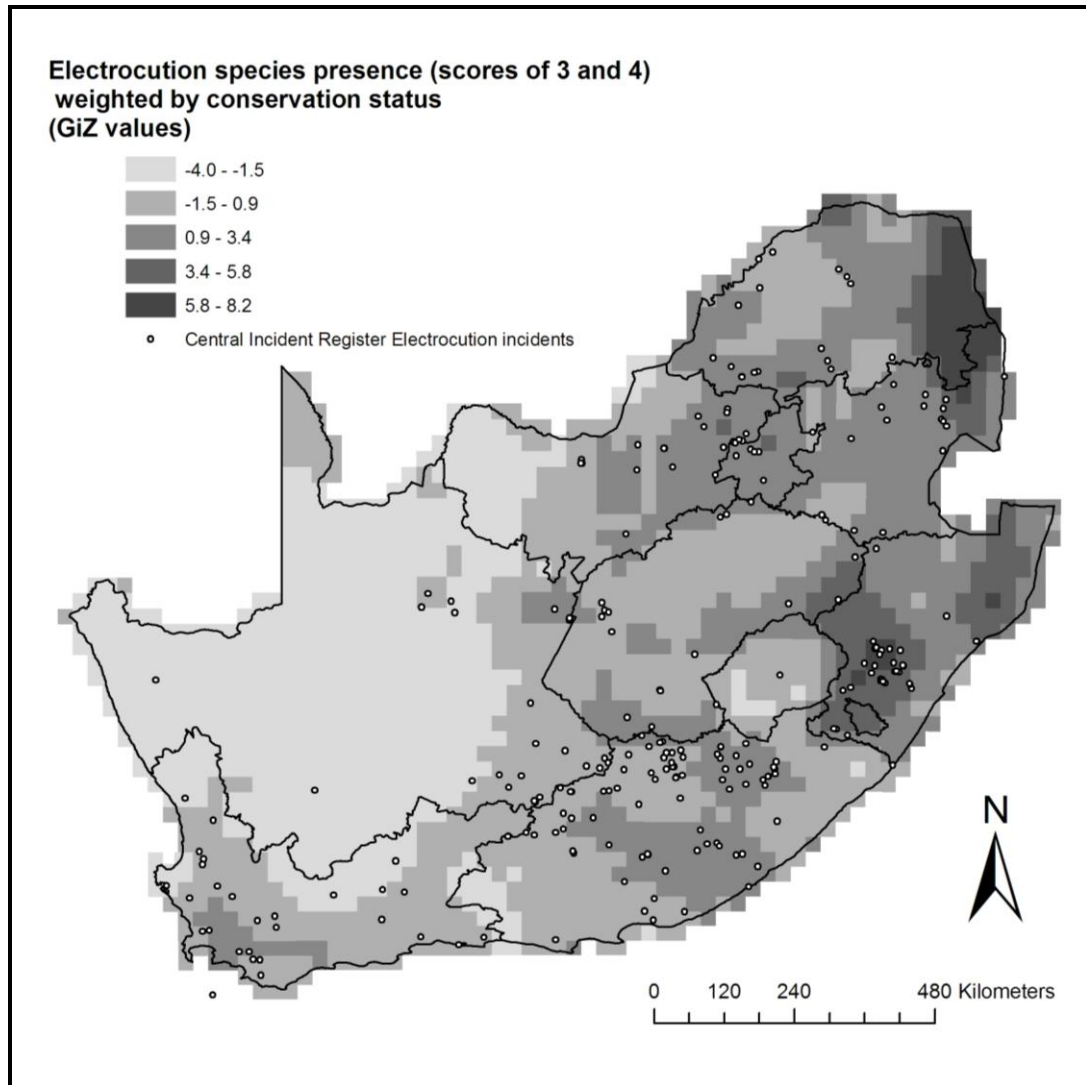 Electrocution species presence (scores of 3 and 4)
weighted by conservation status
(GiZ values)
-4.0 - -1.5
-1.5 - 0.9
0.9 - 3.4
3.4 - 5.8
5.8 - 8.2
Central Incident Register Electrocution incidents
N
0 120 240 480 Kilometers